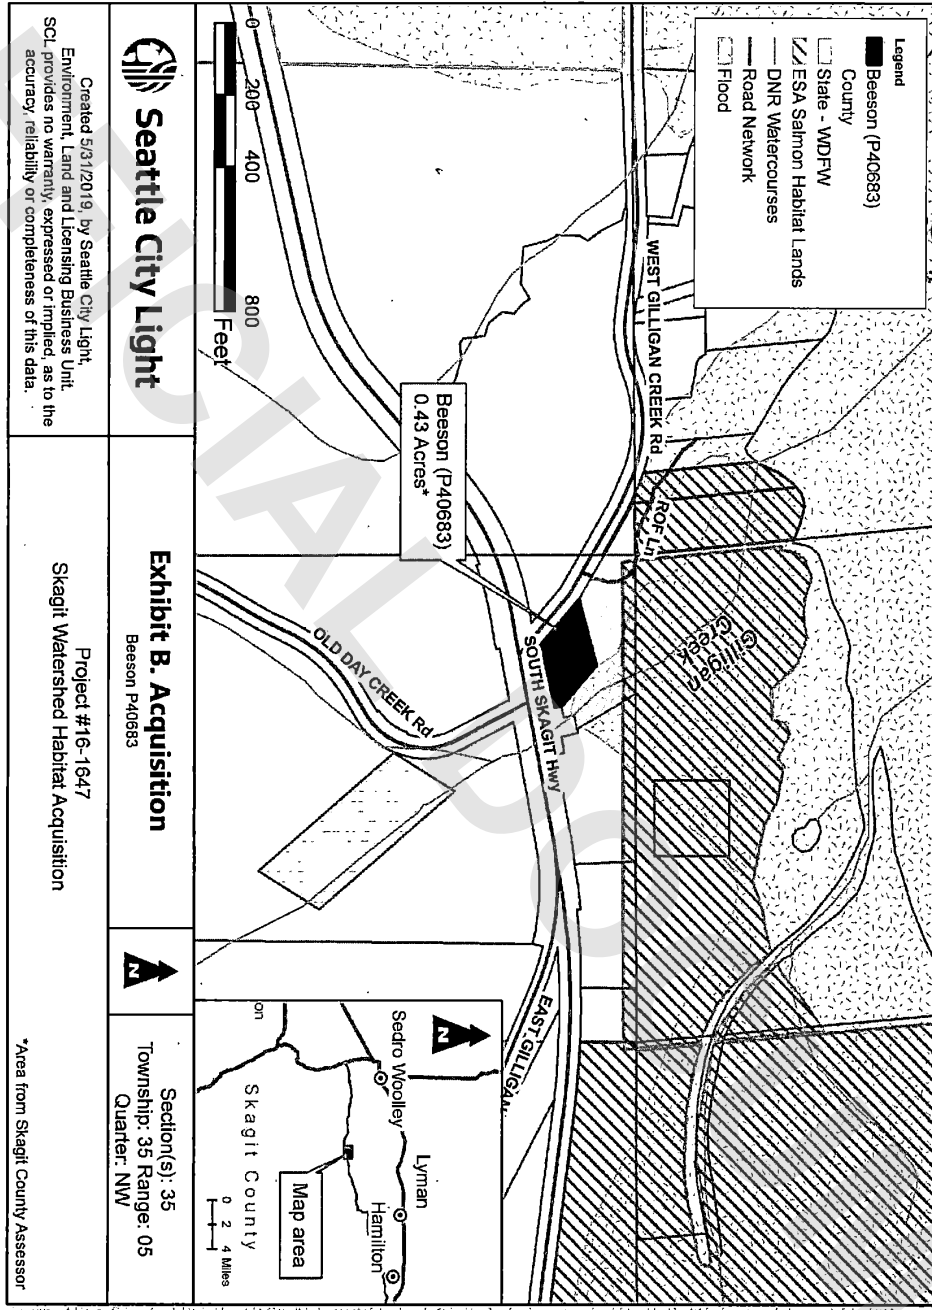 Legend
Beeson (P40683)
County
State - WDFW
ESA Salmon Habitat Lands
DNR Watercourses
Road Network
Flood
WEST GILLIGAN CREEK Rd
ROF Ln
Gilligan
Creek
Beeson (P40683)
0.43 Acres*
SOUTH SKAGIT Hwy
OLD DAY CREEK Rd
EAST GILLIGAN
0 200 400 800
Feet
N
Sedro Woolley
Lyman
Hamilton
on
Skagit County
Map area
0 2 4 Miles
Seattle City Light
Created 5/31/2019, by Seattle City Light,
Environment, Land and Licensing Business Unit.
SCL provides no warranty, expressed or implied, as to the
accuracy, reliability or completeness of this data.
Exhibit B. Acquisition
Beeson P40683
Project #16-1647
Skagit Watershed Habitat Acquisition
N
Section(s): 35
Township: 35 Range: 05
Quarter: NW
*Area from Skagit County Assessor